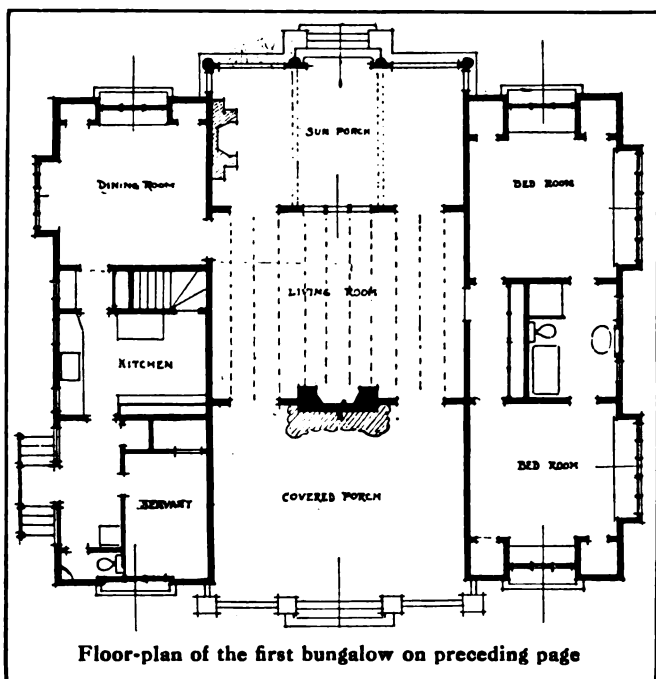 SUN PORCH
DINING ROOM
BED ROOM
LIVING ROOM
KITCHEN
BED ROOM
SERVANT
COVERED PORCH
Floor-plan of the first bungalow on preceding page